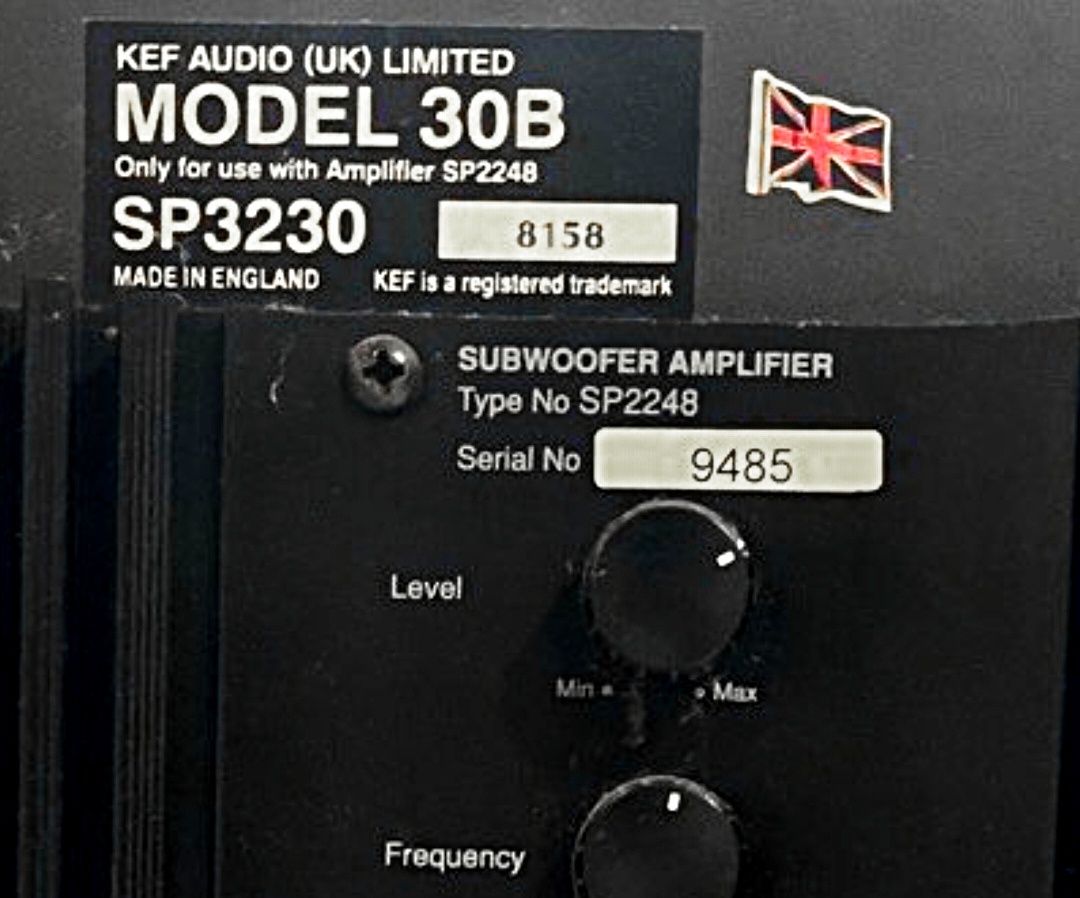 KEF AUDIO (UK) LIMITED
MODEL 30B
Only for use with Amplifier SP2248
SP3230 8158
MADE IN ENGLAND KEF is a registered trademark
SUBWOOFER AMPLIFIER
Type No SP2248
Serial No 9485
Level
Min Max
Frequency